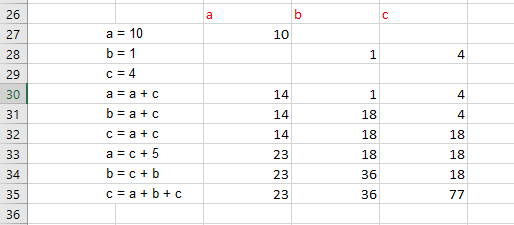 26 a b c
27 a = 10 10
28 b = 1 1 4
29 c = 4
30 a = a + c 14 1 4
31 b = a + c 14 18 4
32 c = a + c 14 18 18
33 a = c + 5 23 18 18
34 b = c + b 23 36 18
35 c = a + b + c 23 36 77
36